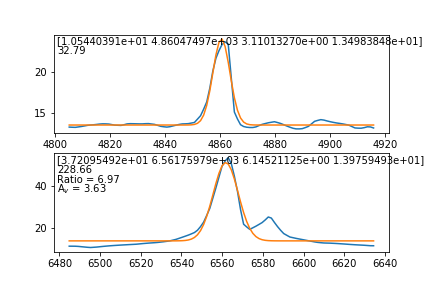 [1.05440391e+01 4.86047497e+03 3.11013270e+00 1.34983848e+01]
32.79
20
15
4800 4820 4840 4860 4880 4900 4920
[3.72095492e+01 6.56175979e+03 6.14521125e+00 1.39759493e+01]
228.66
Ratio = 6.97
Av = 3.63
40
20
6480 6500 6520 6540 6560 6580 6600 6620 6640